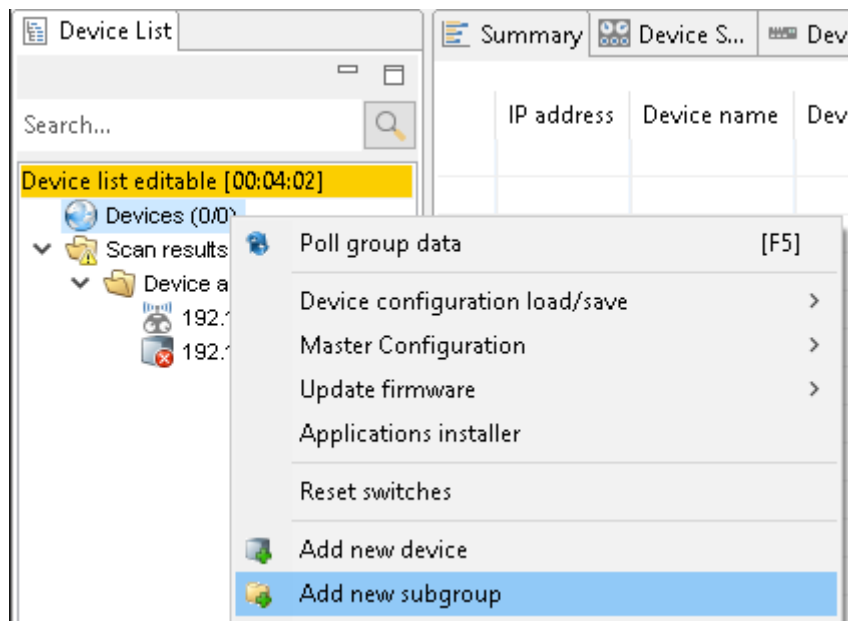 Device List
Summary
Device S...
Dev
Search...
IP address
Device name
Dev
Device list editable [00:04:02]
Devices (0/0)
Scan results
Device a
192.
192.
Poll group data [F5]
Device configuration load/save
Master Configuration
Update firmware
Applications installer
Reset switches
Add new device
Add new subgroup